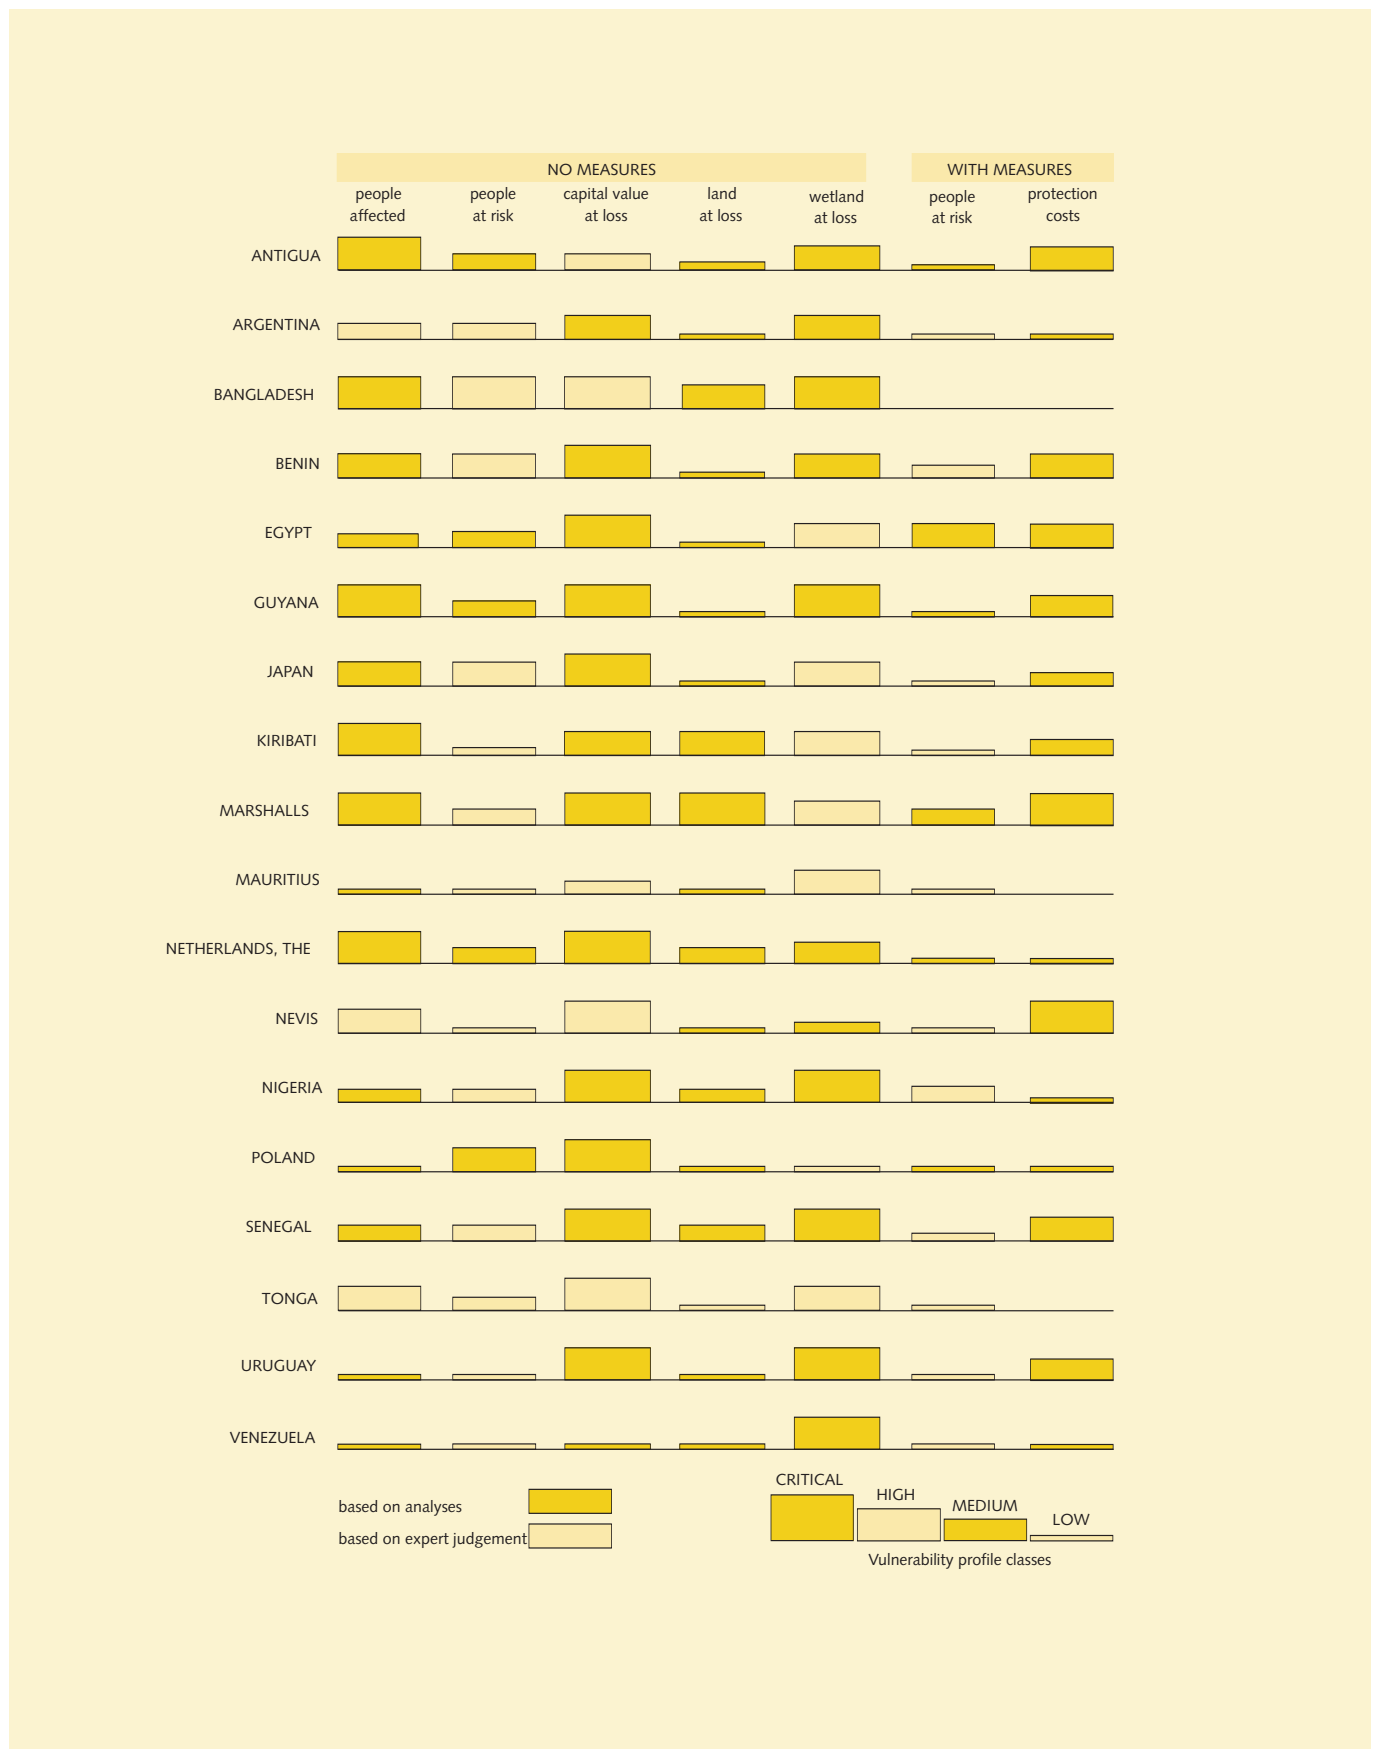 NO MEASURES
WITH MEASURES
people affected
people at risk
capital value at loss
land at loss
wetland at loss
people at risk
protection costs
ANTIGUA
ARGENTINA
BANGLADESH
BENIN
EGYPT
GUYANA
JAPAN
KIRIBATI
MARSHALLS
MAURITIUS
NETHERLANDS, THE
NEVIS
NIGERIA
POLAND
SENEGAL
TONGA
URUGUAY
VENEZUELA
based on analyses
based on expert judgement
CRITICAL
HIGH
MEDIUM
LOW
Vulnerability profile classes